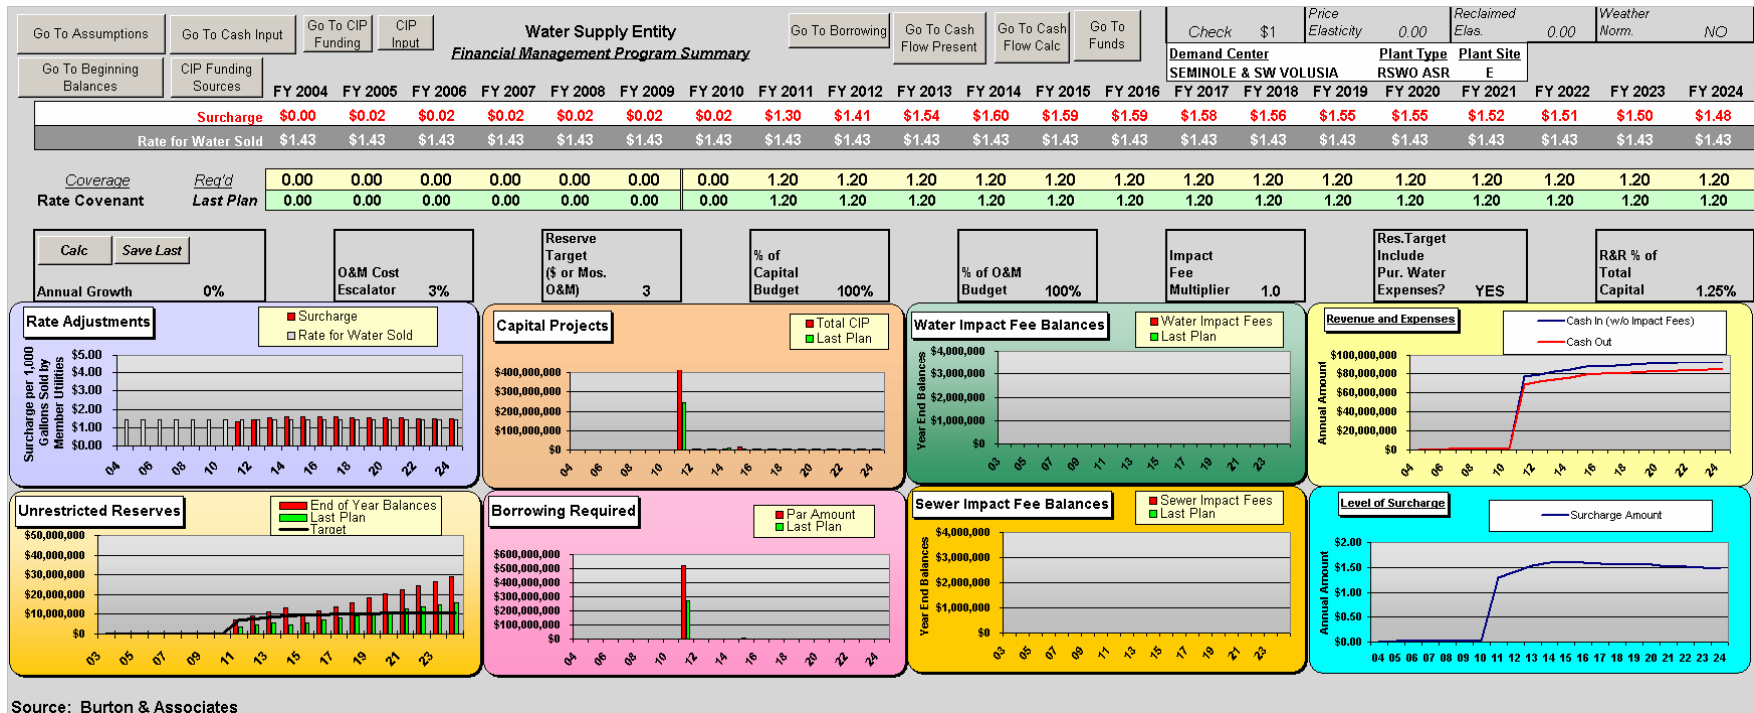 Go To Assumptions
Go To Cash Input
Go To CIP Funding
CIP Input
Water Supply Entity
Financial Management Program Summary
Go To Borrowing
Go To Cash Flow Present
Go To Cash Flow Calc
Go To Funds
Check $1
Price Elasticity 0.00
Reclaimed Elas. 0.00
Weather Norm. NO
Go To Beginning Balances
CIP Funding Sources
Demand Center Plant Type Plant Site
SEMINOLE & SW VOLUSIA RSWO ASR E
FY 2004 FY 2005 FY 2006 FY 2007 FY 2008 FY 2009 FY 2010 FY 2011 FY 2012 FY 2013 FY 2014 FY 2015 FY 2016 FY 2017 FY 2018 FY 2019 FY 2020 FY 2021 FY 2022 FY 2023 FY 2024
Surcharge $0.00 $0.02 $0.02 $0.02 $0.02 $0.02 $0.02 $1.30 $1.41 $1.54 $1.60 $1.59 $1.59 $1.58 $1.56 $1.55 $1.55 $1.52 $1.51 $1.50 $1.48
Rate for Water Sold $1.43 $1.43 $1.43 $1.43 $1.43 $1.43 $1.43 $1.43 $1.43 $1.43 $1.43 $1.43 $1.43 $1.43 $1.43 $1.43 $1.43 $1.43 $1.43 $1.43 $1.43
Coverage Req'd 0.00 0.00 0.00 0.00 0.00 0.00 0.00 1.20 1.20 1.20 1.20 1.20 1.20 1.20 1.20 1.20 1.20 1.20 1.20 1.20 1.20
Rate Covenant Last Plan 0.00 0.00 0.00 0.00 0.00 0.00 0.00 1.20 1.20 1.20 1.20 1.20 1.20 1.20 1.20 1.20 1.20 1.20 1.20 1.20 1.20
Calc
Save Last
Annual Growth 0%
O&M Cost
Escalator 3%
Reserve
Target
($ or Mos.
O&M) 3
% of
Capital
Budget 100%
% of O&M
Budget 100%
Impact
Fee
Multiplier 1.0
Res.Target
Include
Pur. Water
Expenses? YES
R&R % of
Total
Capital 1.25%
Rate Adjustments
Surcharge
Rate for Water Sold
Surcharge per 1,000
Gallons Sold by
Member Utilities
$5.00
$4.00
$3.00
$2.00
$1.00
$0.00
04 06 08 10 12 14 16 18 20 22 24
Capital Projects
Total CIP
Last Plan
$400,000,000
$300,000,000
$200,000,000
$100,000,000
$0
04 06 08 10 12 14 16 18 20 22 24
Water Impact Fee Balances
Water Impact Fees
Last Plan
Year End Balances
$4,000,000
$3,000,000
$2,000,000
$1,000,000
$0
03 05 07 09 11 13 15 17 19 21 23
Revenue and Expenses
Cash In (w/o Impact Fees)
Cash Out
Annual Amount
$100,000,000
$80,000,000
$60,000,000
$40,000,000
$20,000,000
$0
04 06 08 10 12 14 16 18 20 22 24
Unrestricted Reserves
End of Year Balances
Last Plan
Target
$50,000,000
$40,000,000
$30,000,000
$20,000,000
$10,000,000
$0
03 05 07 09 11 13 15 17 19 21 23
Borrowing Required
Par Amount
Last Plan
$600,000,000
$500,000,000
$400,000,000
$300,000,000
$200,000,000
$100,000,000
$0
04 06 08 10 12 14 16 18 20 22 24
Sewer Impact Fee Balances
Sewer Impact Fees
Last Plan
Year End Balances
$4,000,000
$3,000,000
$2,000,000
$1,000,000
$0
03 05 07 09 11 13 15 17 19 21 23
Level of Surcharge
Surcharge Amount
Annual Amount
$2.00
$1.50
$1.00
$0.50
$0.00
04 05 06 07 08 09 10 11 12 13 14 15 16 17 18 19 20 21 22 23 24
Source: Burton & Associates